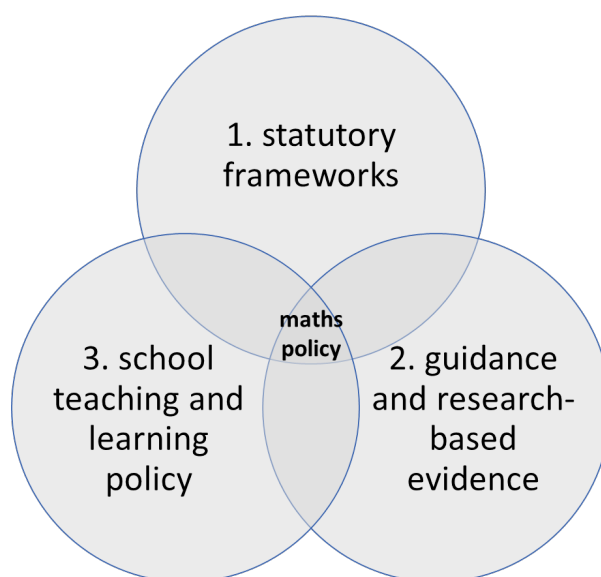 1. statutory
frameworks
maths
policy
3. school
teaching and
learning
policy
2. guidance
and research-
based
evidence